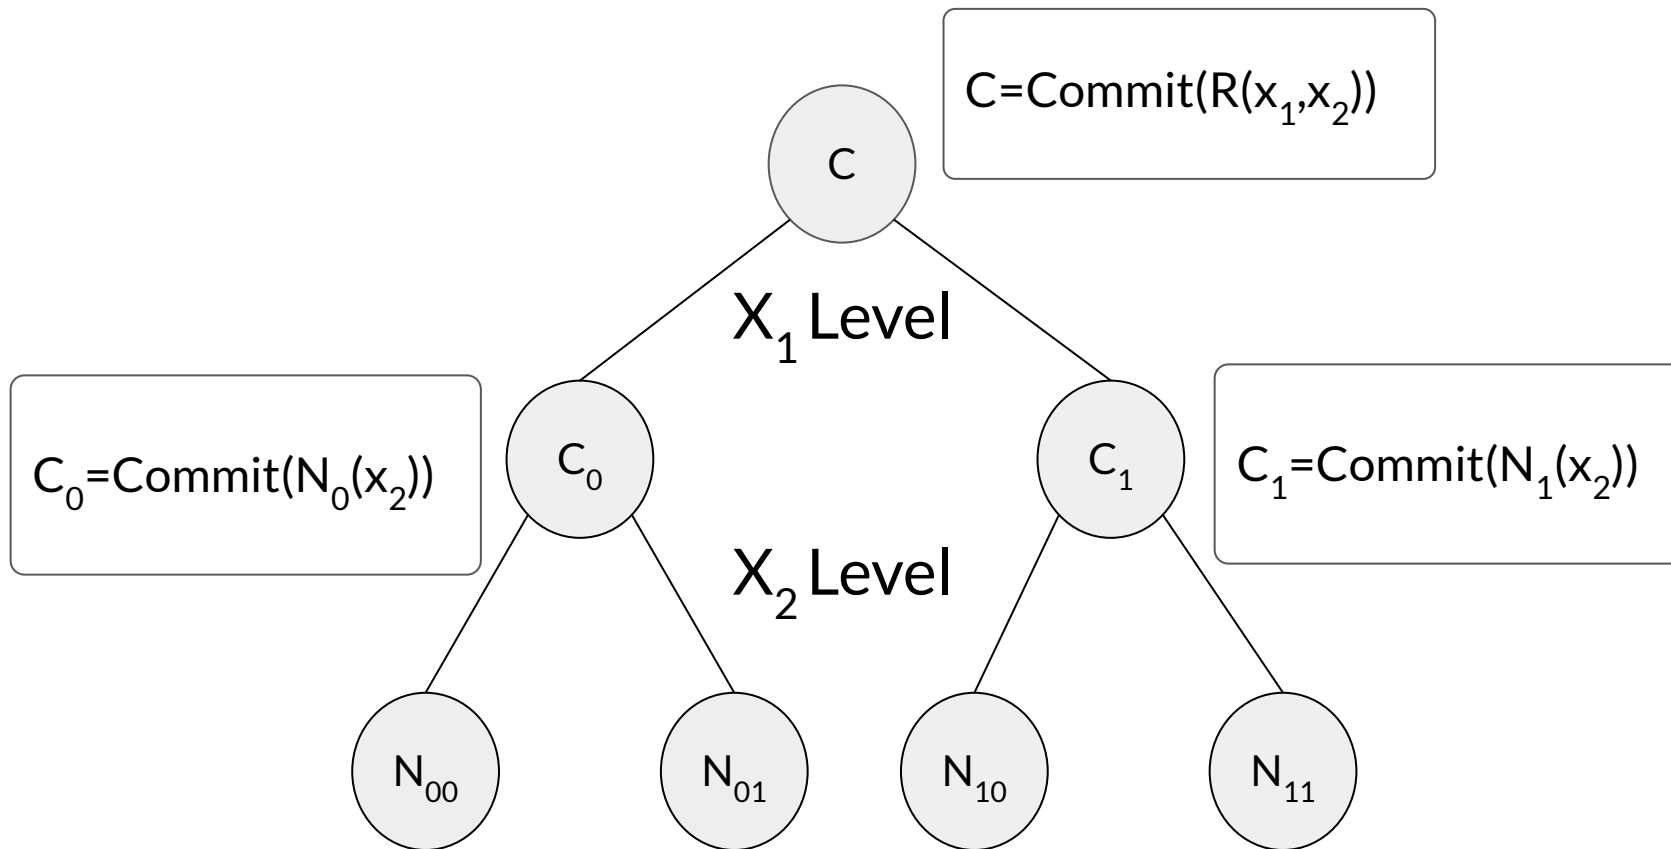 C=Commit(R(x₁,x₂))
C
X₁ Level
C₀=Commit(N₀(x₂))
C₀
C₁
C₁=Commit(N₁(x₂))
X₂ Level
N₀₀
N₀₁
N₁₀
N₁₁